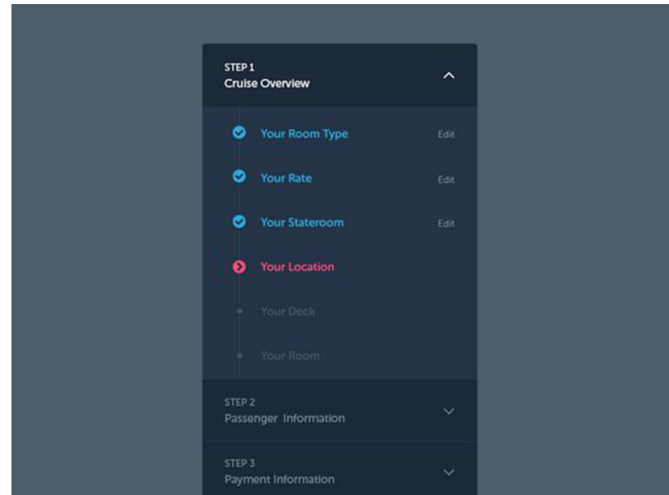 STEP 1
Cruise Overview
Your Room Type
Edit
Your Rate
Edit
Your Stateroom
Edit
Your Location
Your Deck
Your Room
STEP 2
Passenger Information
STEP 3
Payment Information